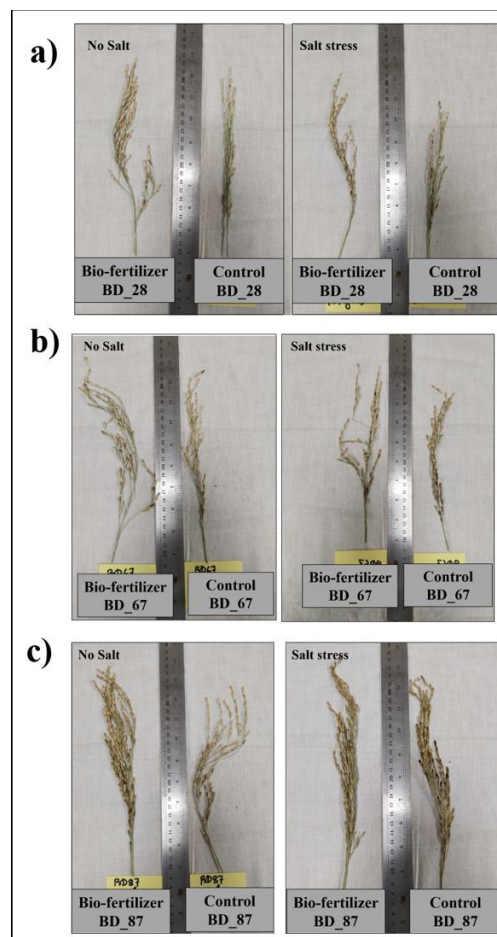 a)
No Salt
Salt stress
Bio-fertilizer
BD_28
Control
BD_28
Bio-fertilizer
BD_28
Control
BD_28
b)
No Salt
Salt stress
BD67
Bio-fertilizer
BD_67
Control
BD_67
Bio-fertilizer
BD_67
Control
BD_67
c)
No Salt
Salt stress
BD87
BD87
Bio-fertilizer
BD_87
Control
BD_87
Bio-fertilizer
BD_87
Control
BD_87